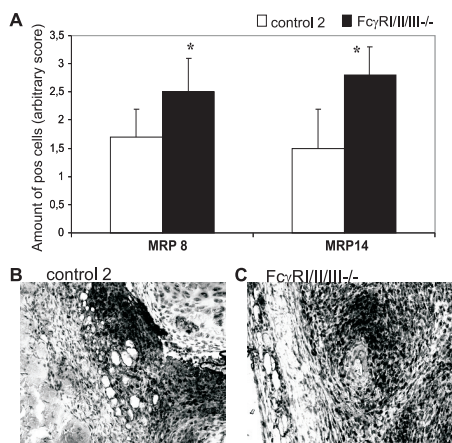 A
control 2
FcγRI/II/III-/-
Amount of pos cells (arbitrary score)
4
3,5
3
2,5
2
1,5
1
0,5
0
*
*
MRP 8
MRP14
B
control 2
C
FcγRI/II/III-/-